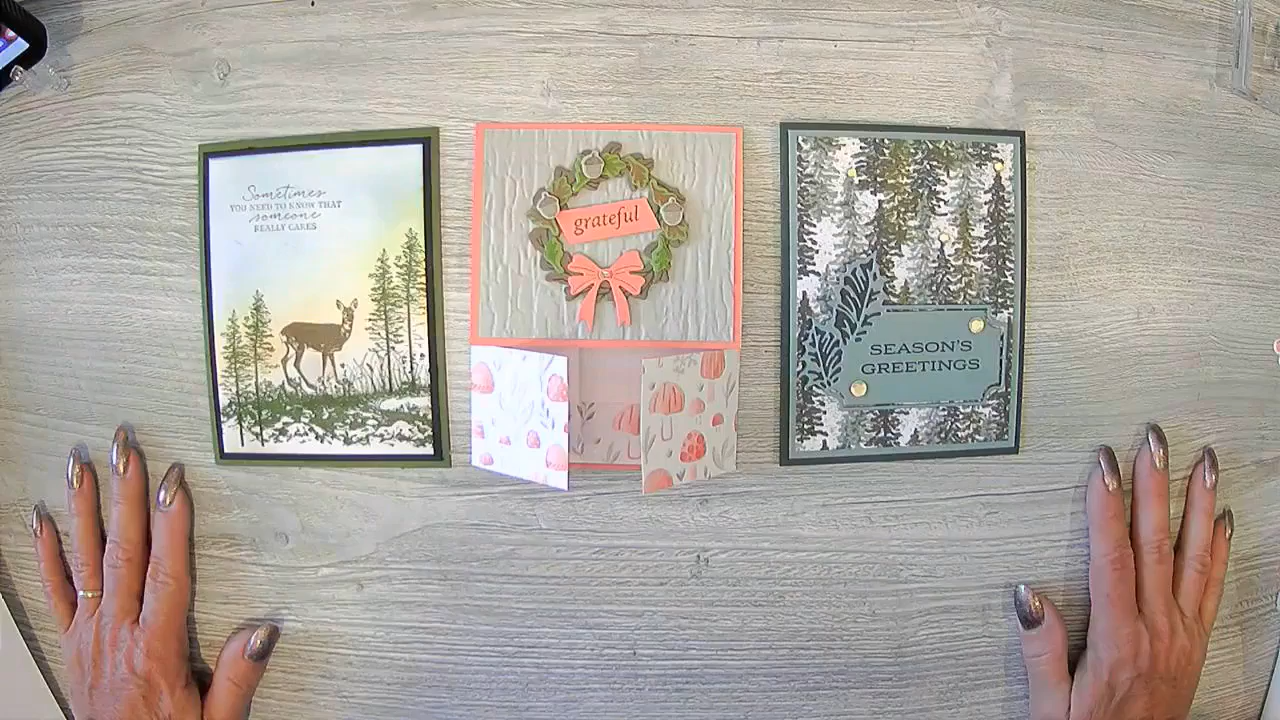 Sometimes
YOU NEED TO KNOW THAT
someone
REALLY CARES
grateful
SEASON'S
GREETINGS